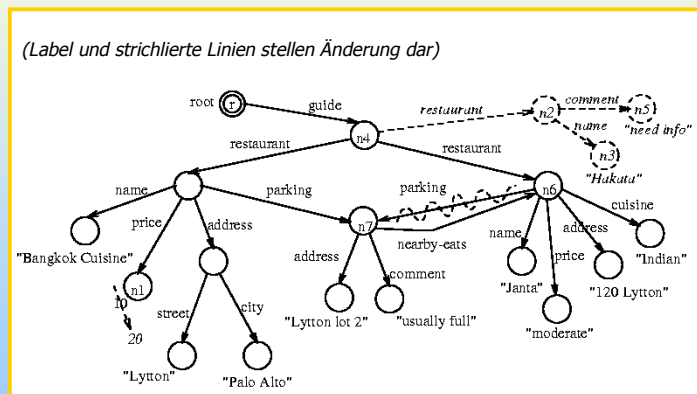 (Label und strichlierte Linien stellen Änderung dar)
root r guide n4 restaurant n2 comment n5
"need info"
name n3
"Hakata"
restaurant restaurant
name price address parking n7 parking n6 cuisine
nearby-eats
"Bangkok Cuisine" n1
10
20
street city
"Lytton" "Palo Alto"
address comment
"Lytton lot 2" "usually full"
name price address
"Janta" "moderate" "120 Lytton" "Indian"